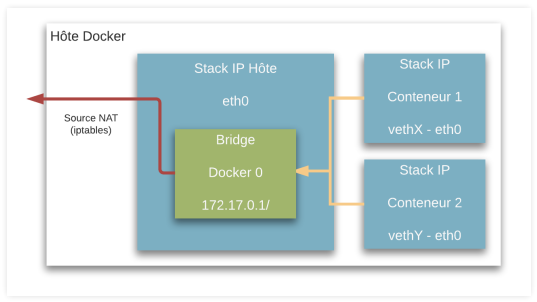 Hôte Docker
Stack IP Hôte
eth0
Bridge
Docker 0
172.17.0.1/
Source NAT
(iptables)
Stack IP
Conteneur 1
vethX - eth0
Stack IP
Conteneur 2
vethY - eth0